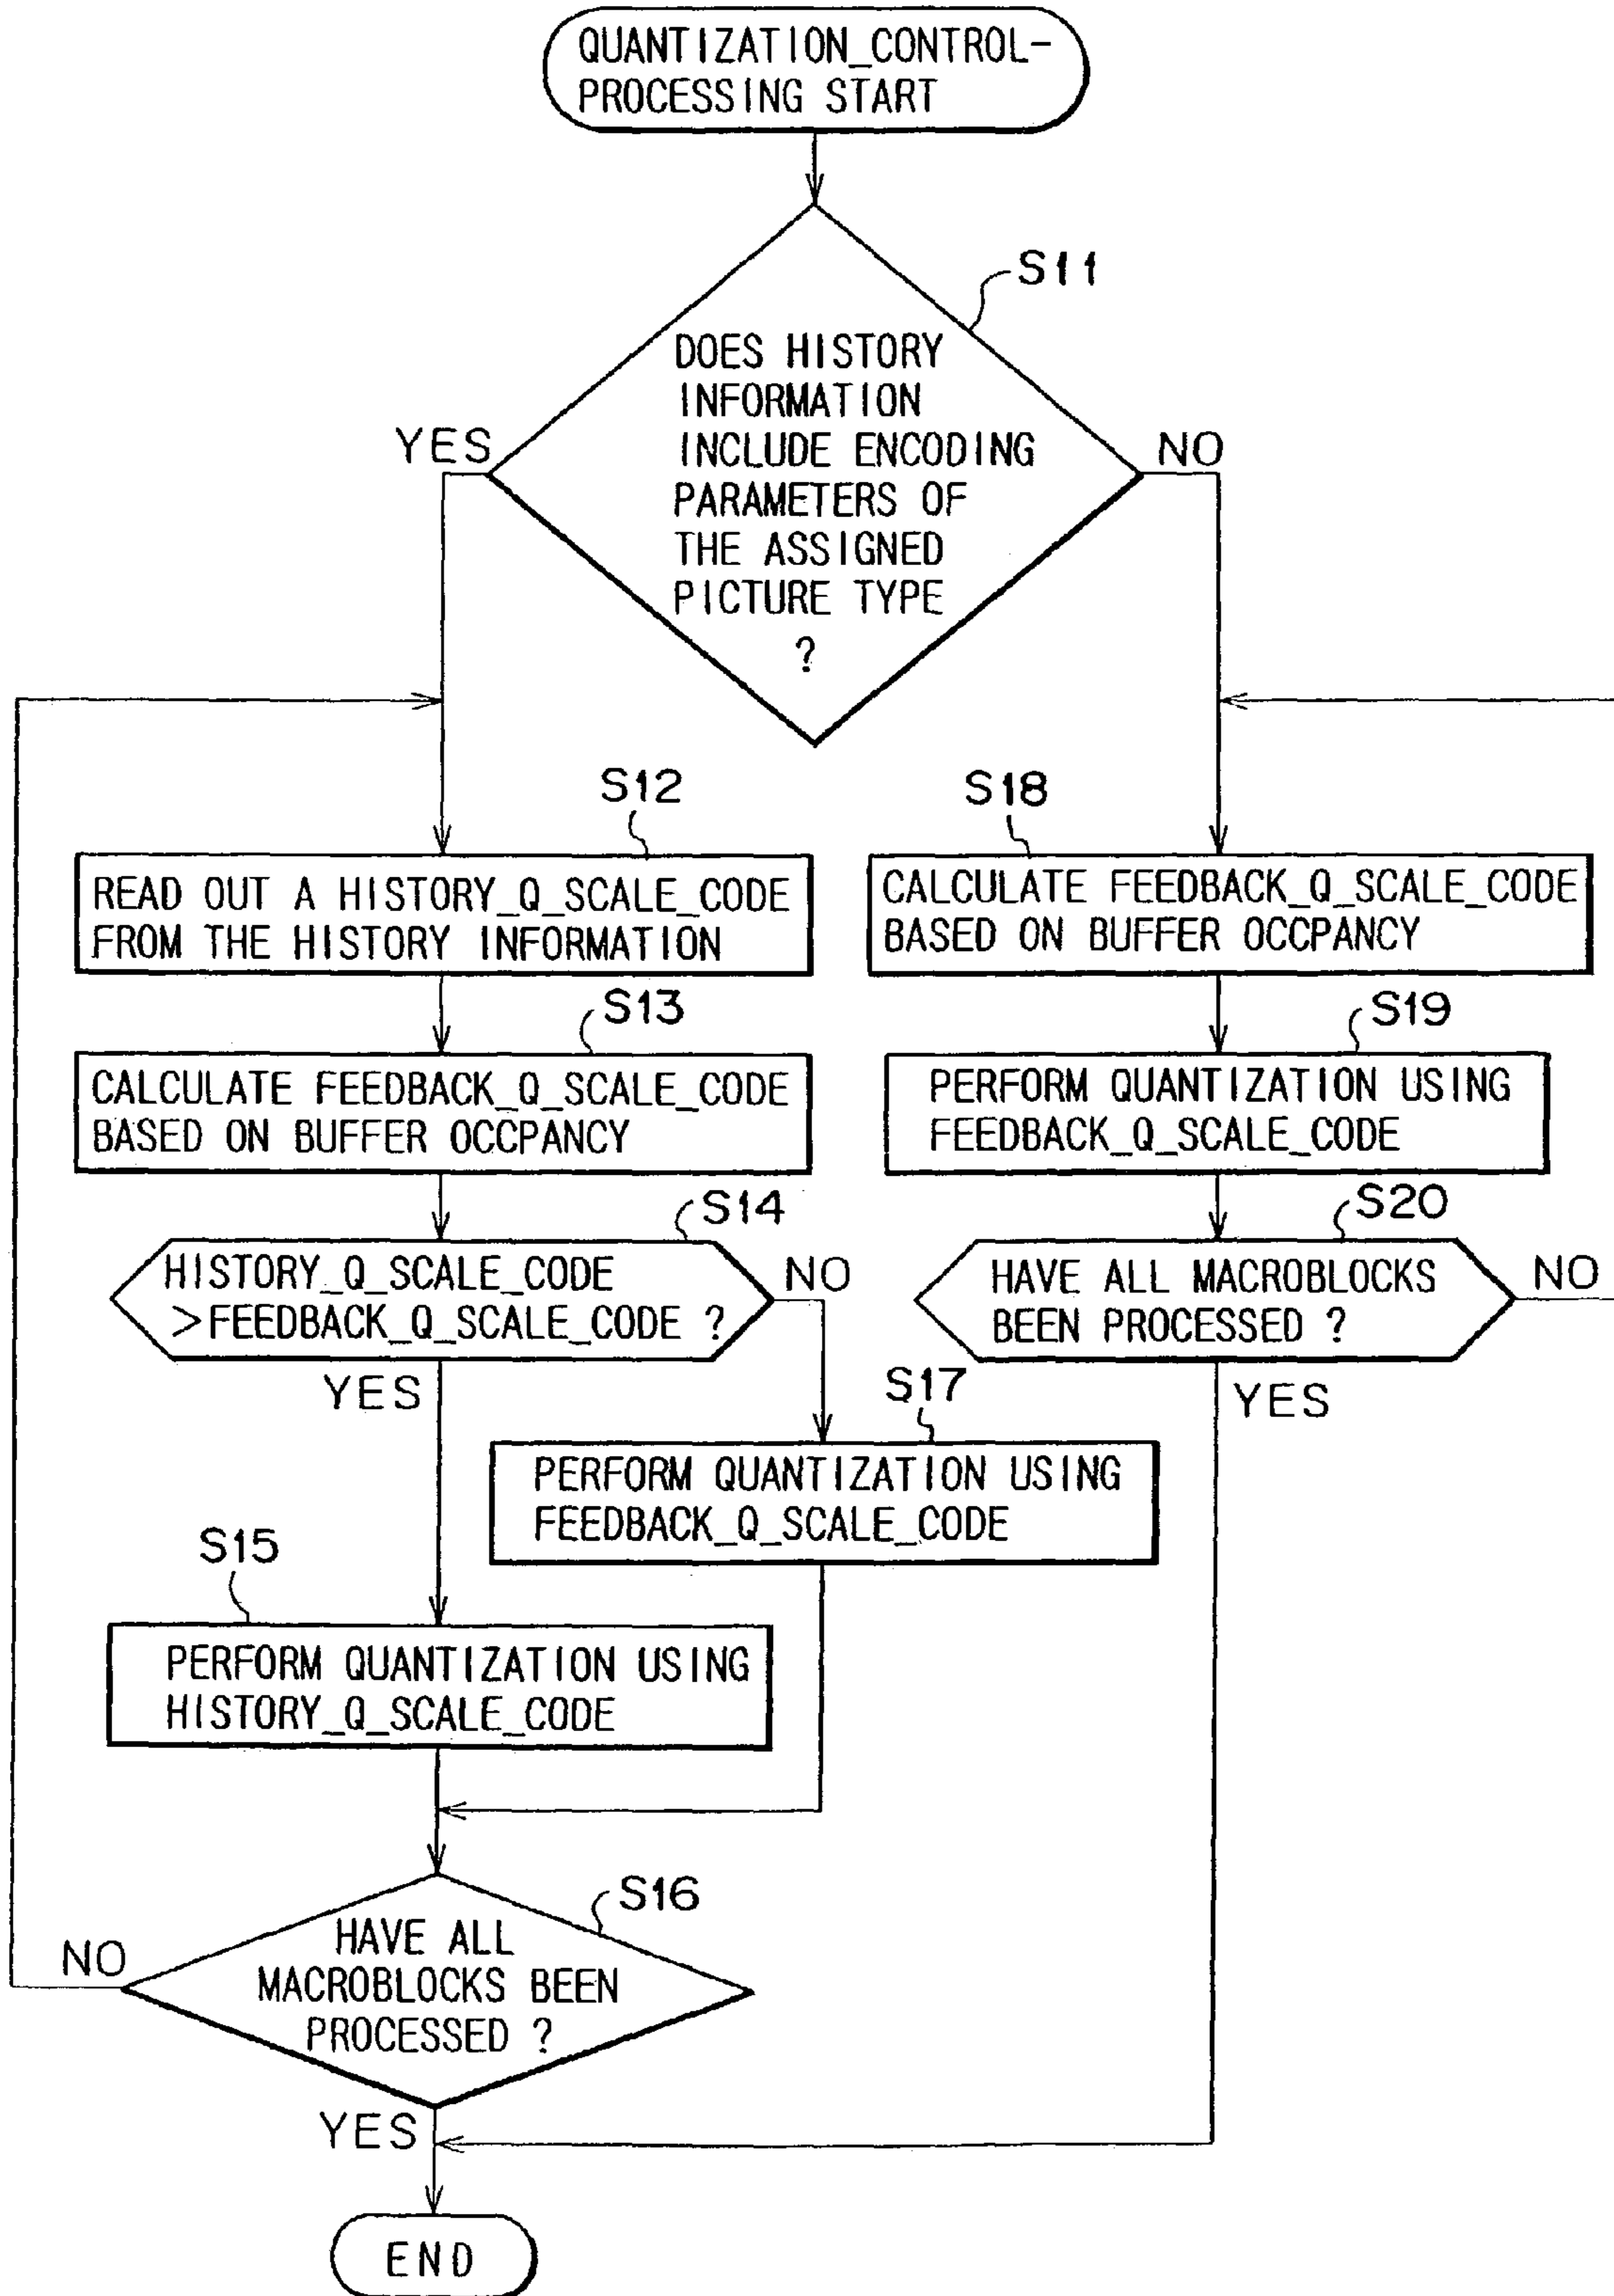 QUANTIZATION_CONTROL-
PROCESSING START
S11
DOES HISTORY
INFORMATION
INCLUDE ENCODING
PARAMETERS OF
THE ASSIGNED
PICTURE TYPE
?
YES
NO
S12
READ OUT A HISTORY_Q_SCALE_CODE
FROM THE HISTORY INFORMATION
S18
CALCULATE FEEDBACK_Q_SCALE_CODE
BASED ON BUFFER OCCPANCY
S13
CALCULATE FEEDBACK_Q_SCALE_CODE
BASED ON BUFFER OCCPANCY
S19
PERFORM QUANTIZATION USING
FEEDBACK_Q_SCALE_CODE
S14
HISTORY_Q_SCALE_CODE
>FEEDBACK_Q_SCALE_CODE ?
NO
YES
S20
HAVE ALL MACROBLOCKS
BEEN PROCESSED ?
NO
YES
S17
PERFORM QUANTIZATION USING
FEEDBACK_Q_SCALE_CODE
S15
PERFORM QUANTIZATION USING
HISTORY_Q_SCALE_CODE
S16
HAVE ALL
MACROBLOCKS BEEN
PROCESSED ?
NO
YES
END